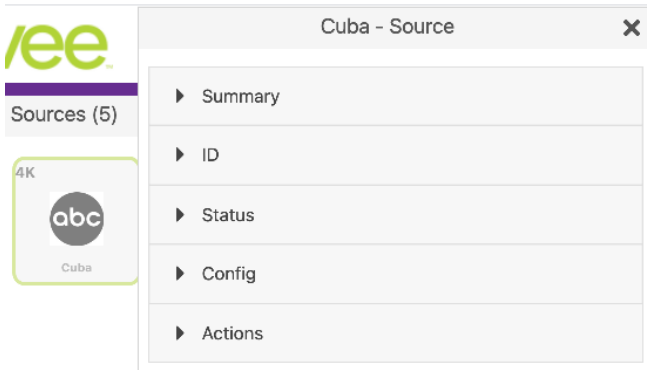 vee
Cuba - Source
Sources (5)
4K
abc
Cuba
Summary
ID
Status
Config
Actions